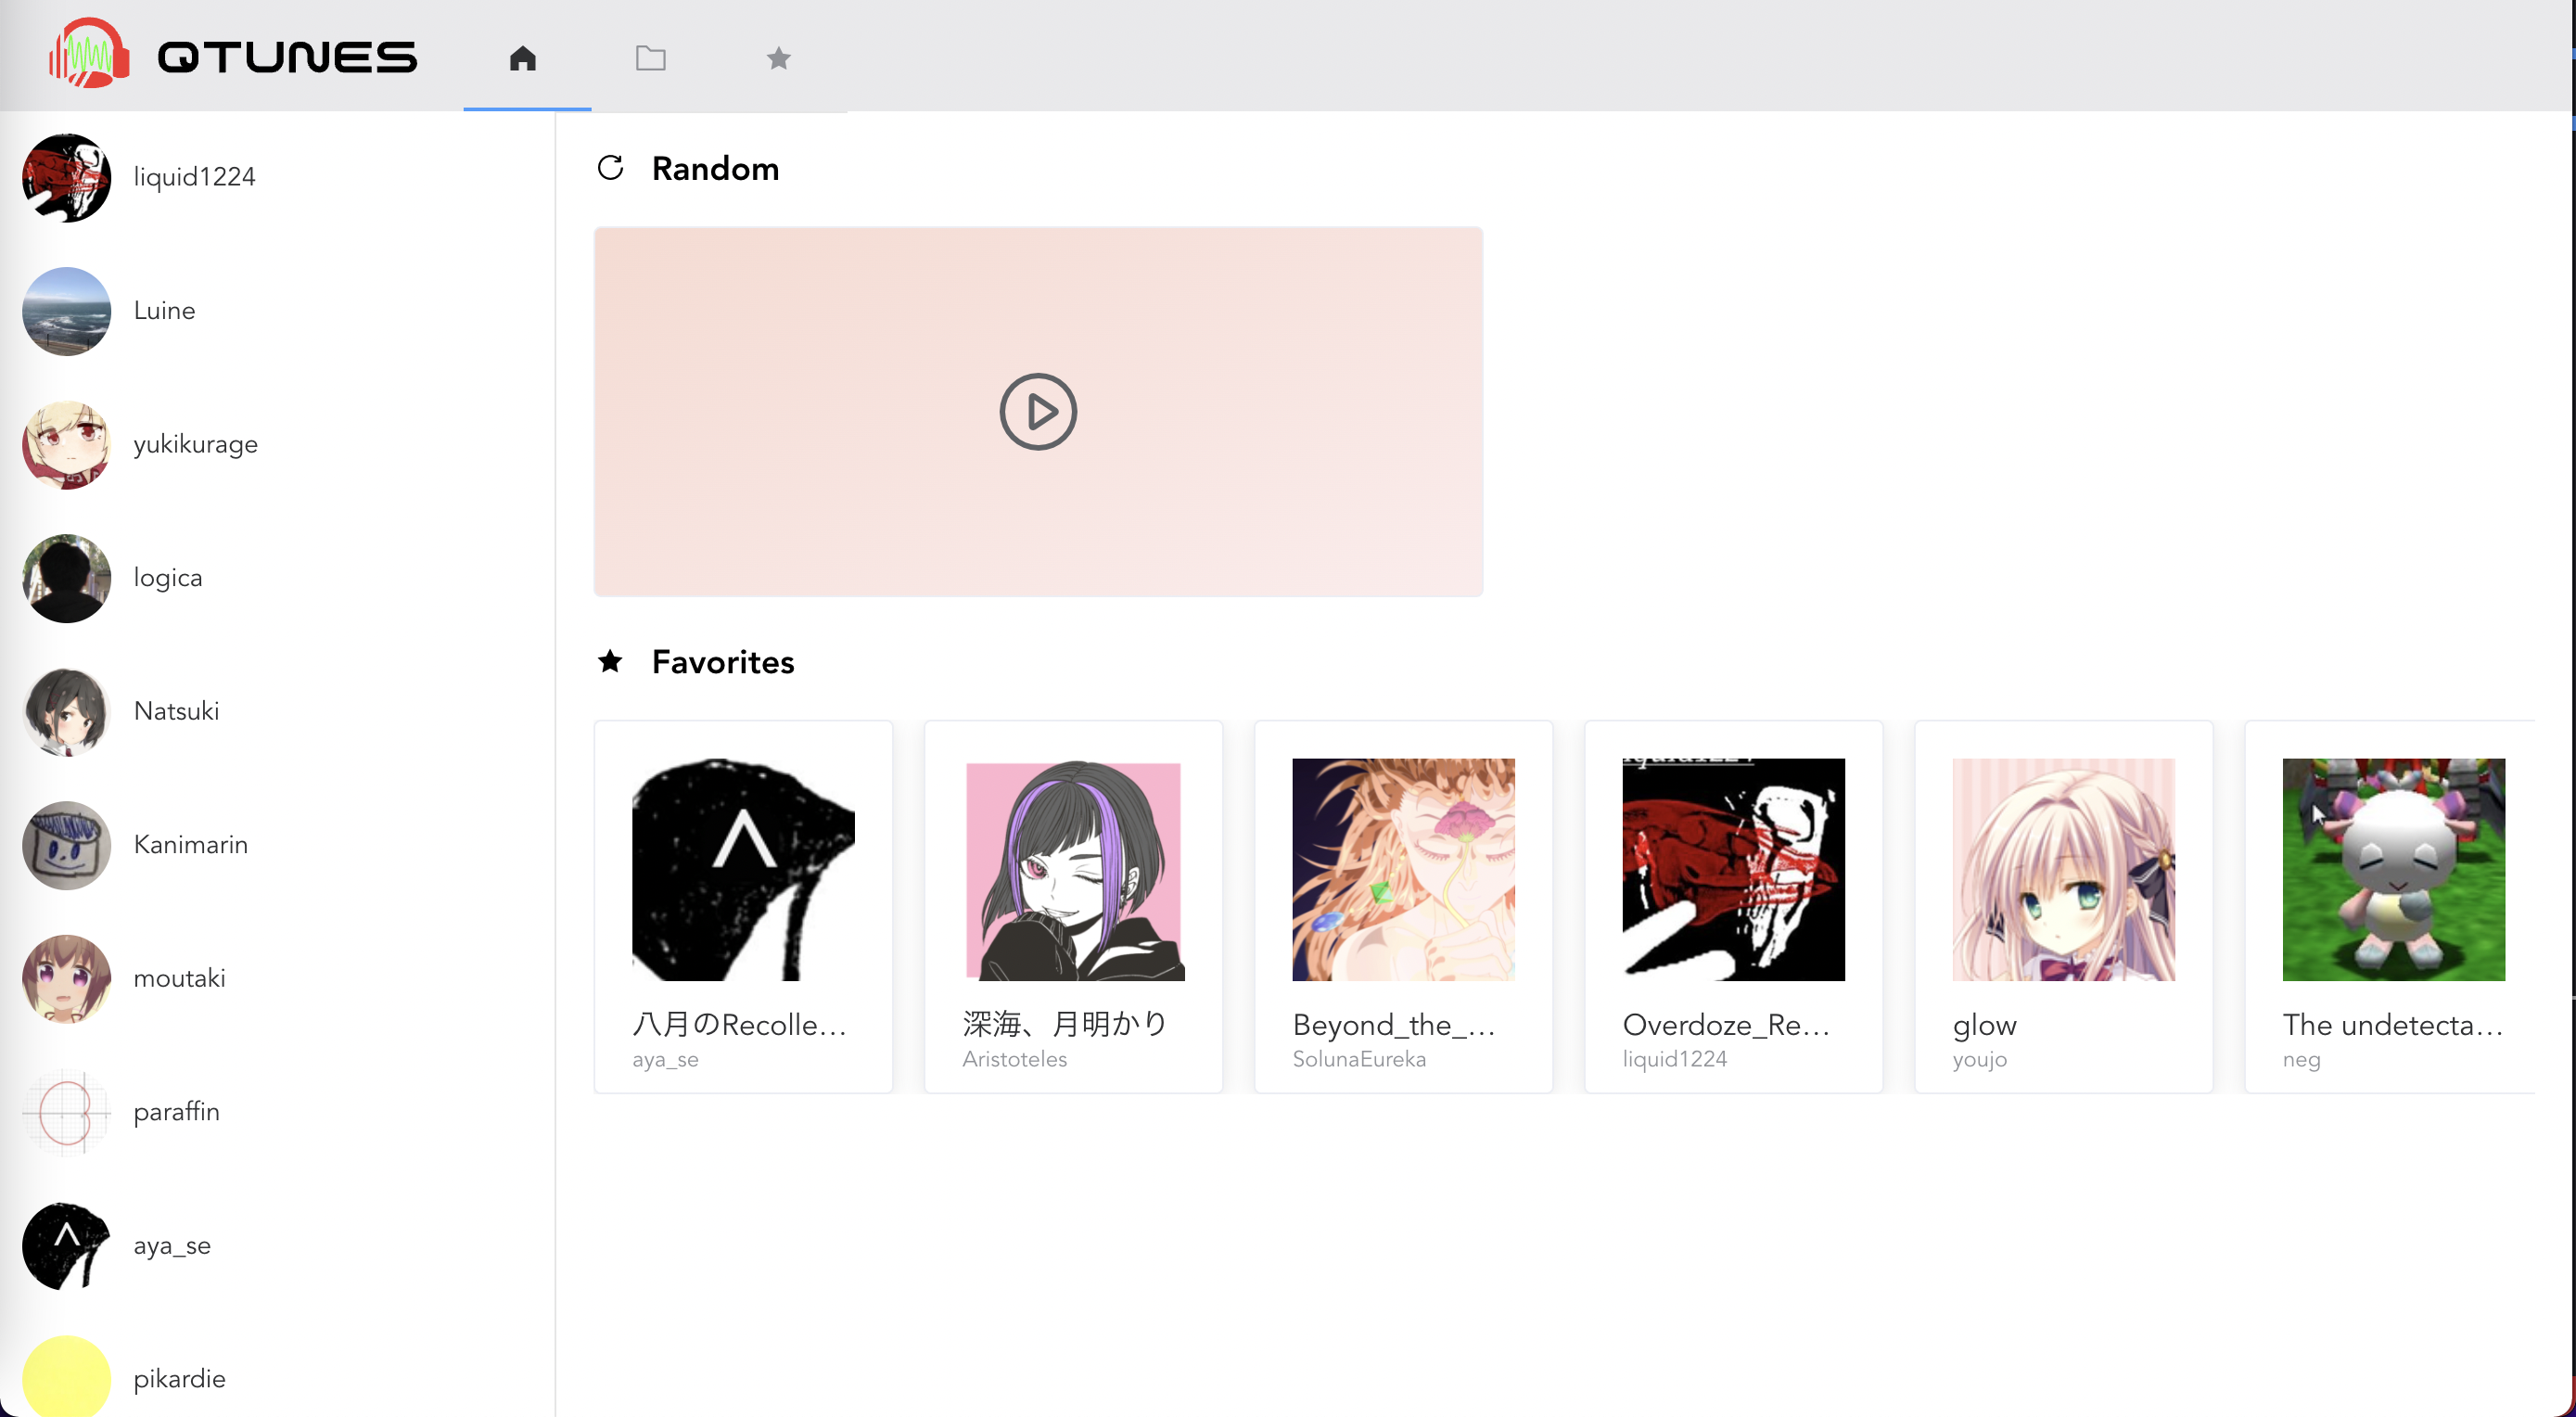 QTUNES
liquid1224
Luine
yukikurage
logica
Natsuki
Kanimarin
moutaki
paraffin
aya_se
pikardie
Random
Favorites
八月のRecolle...
aya_se
深海、月明かり
Aristoteles
Beyond_the_...
SolunaEureka
Overdoze_Re...
liquid1224
glow
youjo
The undetecta...
neg